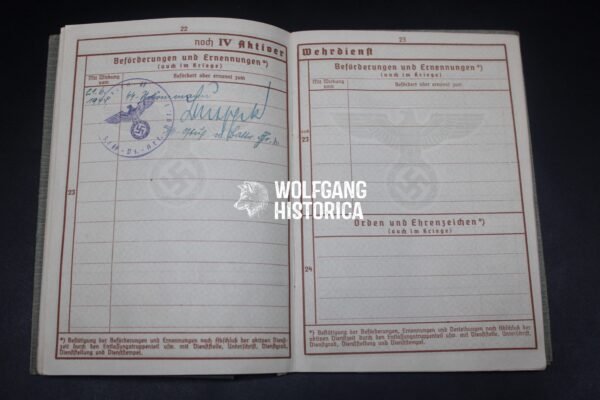 22
noch IV Aktiver
Beförderungen und Ernennungen*)
(auch im Kriege)
Mit Wirkung vom
Befördert oder ernannt zum
1944
23
*) Bestätigung der Beförderungen, Ernennungen nach Abschluß der aktiven Dienst-
zeit durch den Entlassungstruppenteil usw. mit Dienststelle, Unterschrift, Dienstgrad,
Dienststellung und Dienststempel.
23
Wehrdienst
Beförderungen und Ernennungen*)
(auch im Kriege)
Mit Wirkung vom
Befördert oder ernannt zum
23
Orden und Ehrenzeichen*)
(auch im Kriege)
24
*) Bestätigung der Beförderungen, Ernennungen und Verleihungen nach Abschluß der
aktiven Dienstzeit durch den Entlassungstruppenteil usw. mit Dienststelle, Unterschrift,
Dienstgrad, Dienststellung und Dienststempel.
WOLFGANG
HISTORICA